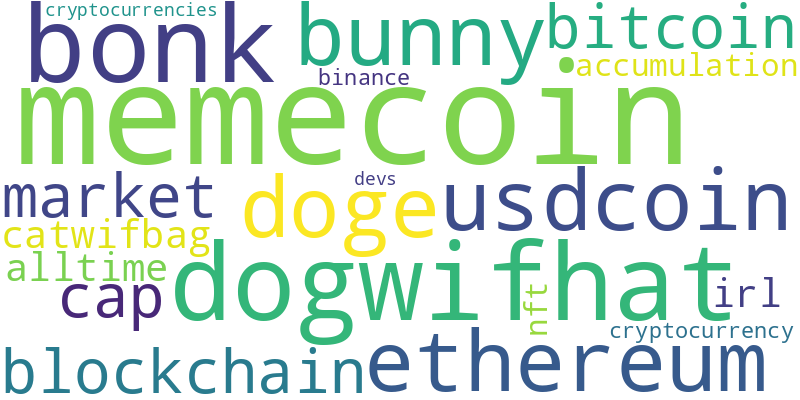 cryptocurrencies
bonk
bunny
bitcoin
binance
accumulation
memecoin
market
devs
doge
usdcoin
catwifbag
alltime
cap
dogwifhat
nft
irl
cryptocurrency
blockchain
ethereum